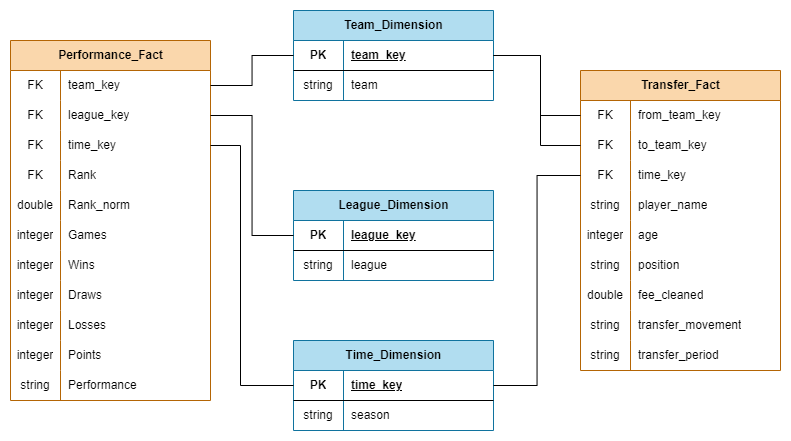 Performance_Fact
FK team_key
FK league_key
FK time_key
FK Rank
double Rank_norm
integer Games
integer Wins
integer Draws
integer Losses
integer Points
string Performance
Team_Dimension
PK team_key
string team
League_Dimension
PK league_key
string league
Time_Dimension
PK time_key
string season
Transfer_Fact
FK from_team_key
FK to_team_key
FK time_key
string player_name
integer age
string position
double fee_cleaned
string transfer_movement
string transfer_period